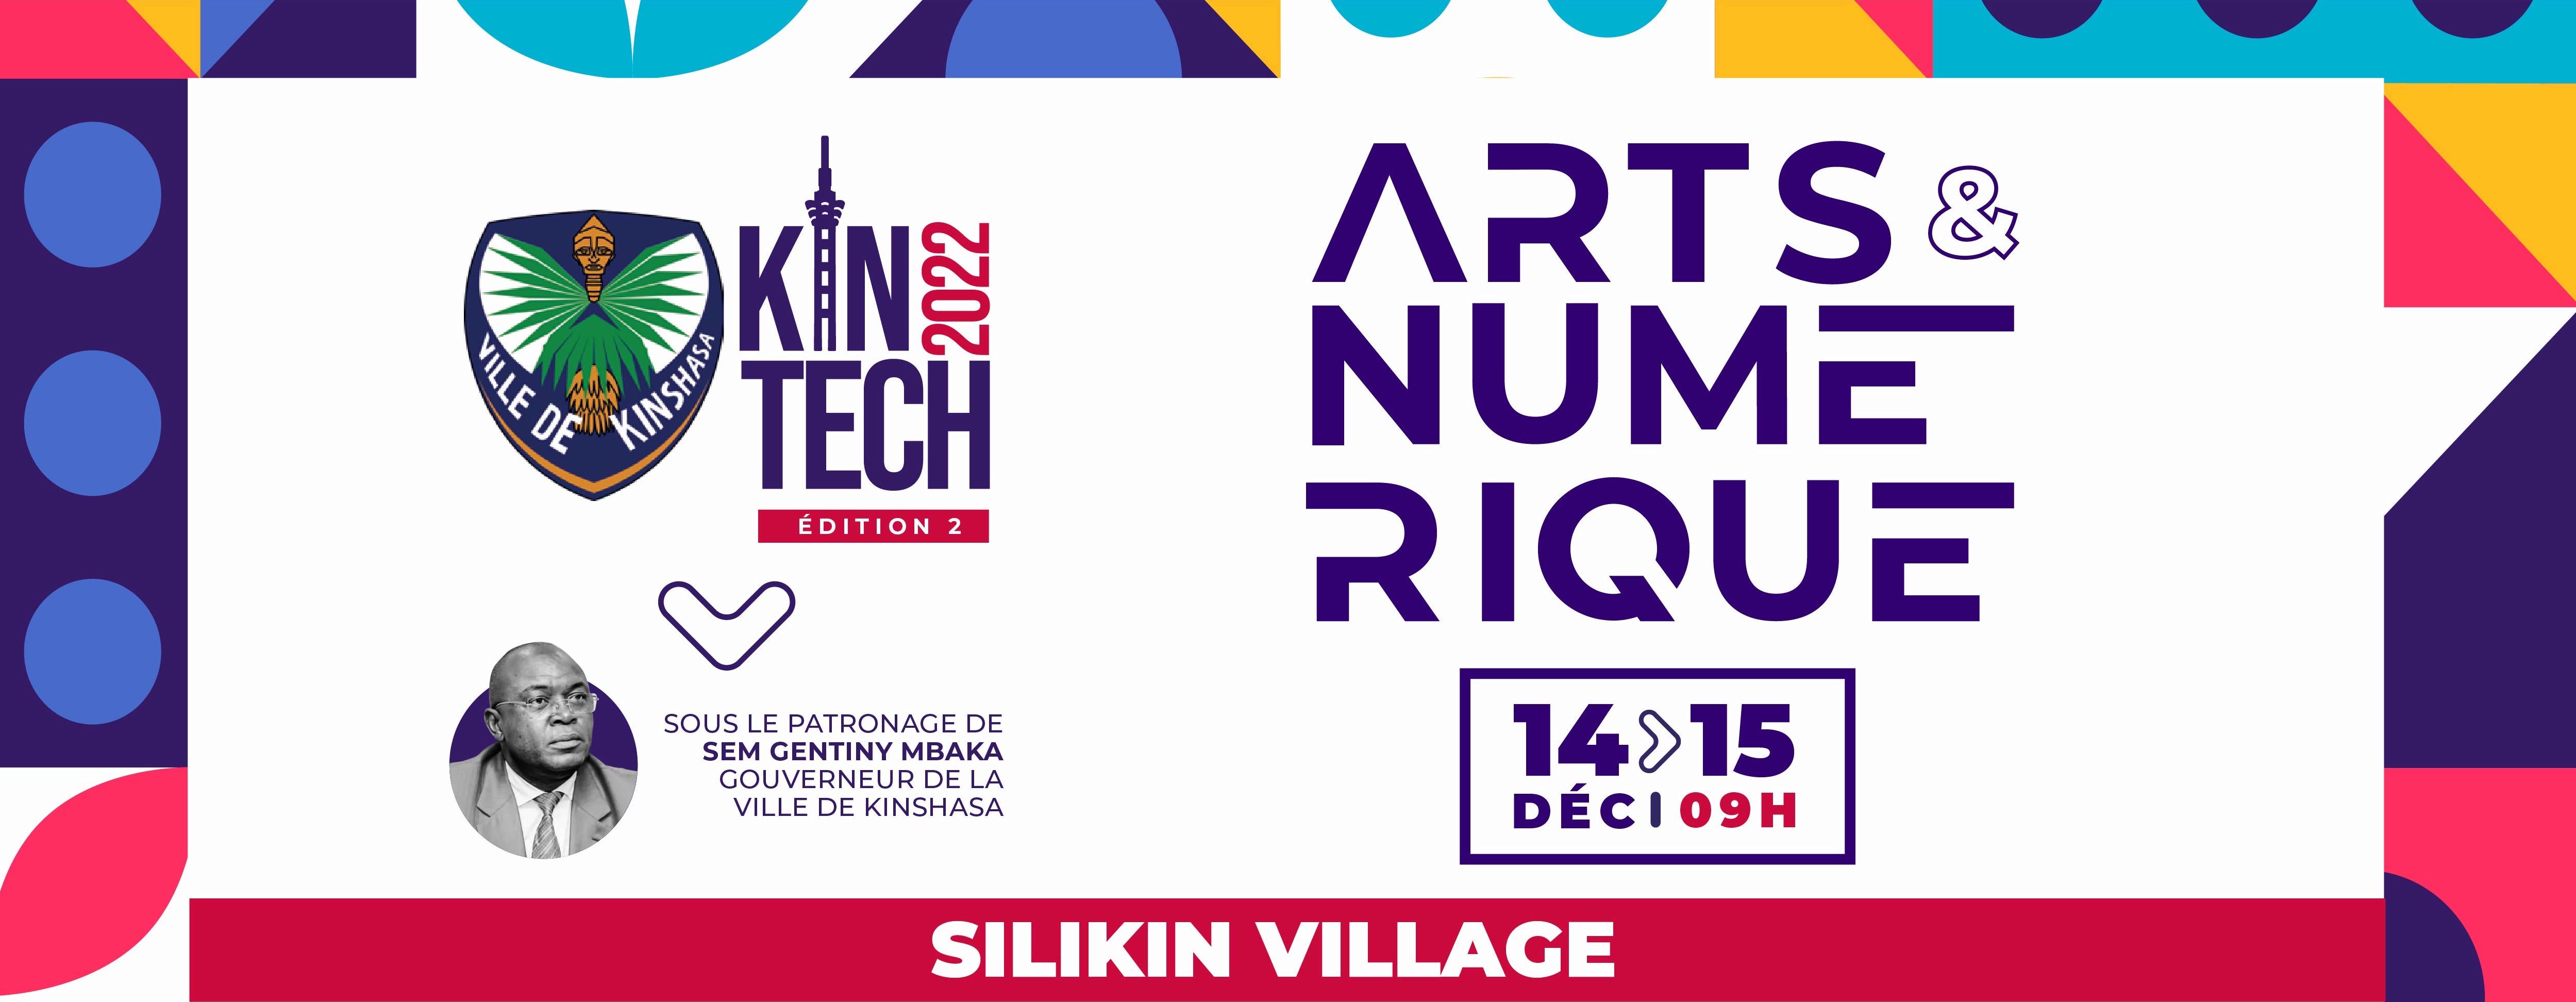 VILLE DE KINSHASA
KIN
2022
TECH
ÉDITION 2
SOUS LE PATRONAGE DE
SEM GENTINY MBAKA
GOUVERNEUR DE LA
VILLE DE KINSHASA
ARTS &
NUME
RIQUE
14 > 15
DÉC | 09H
SILIKIN VILLAGE